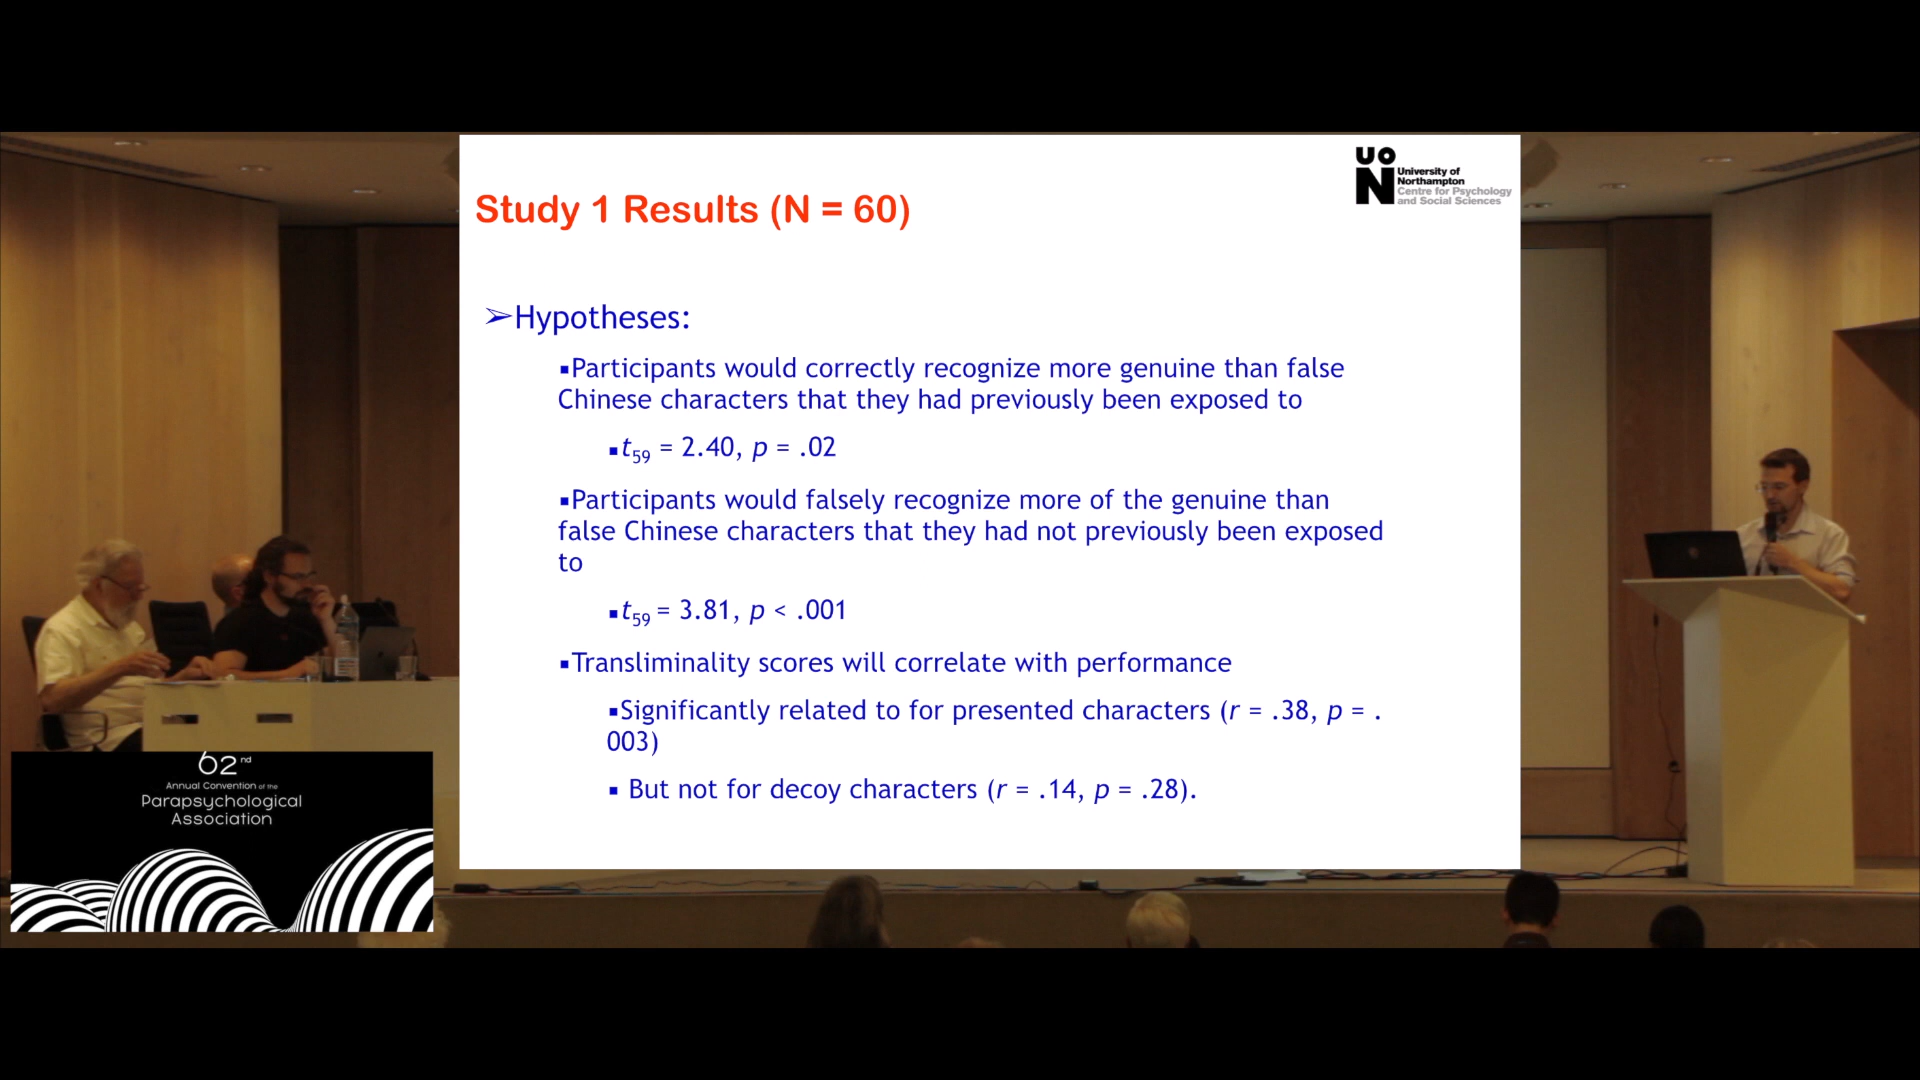 UON
University of
Northampton
Centre for Psychology
and Social Sciences
Study 1 Results (N = 60)
➢Hypotheses:
▪Participants would correctly recognize more genuine than false
Chinese characters that they had previously been exposed to
▪t59 = 2.40, p = .02
▪Participants would falsely recognize more of the genuine than
false Chinese characters that they had not previously been exposed
to
▪t59 = 3.81, p < .001
▪Transliminality scores will correlate with performance
▪Significantly related to for presented characters (r = .38, p = .
003)
▪ But not for decoy characters (r = .14, p = .28).
62nd
Annual Convention of the
Parapsychological
Association